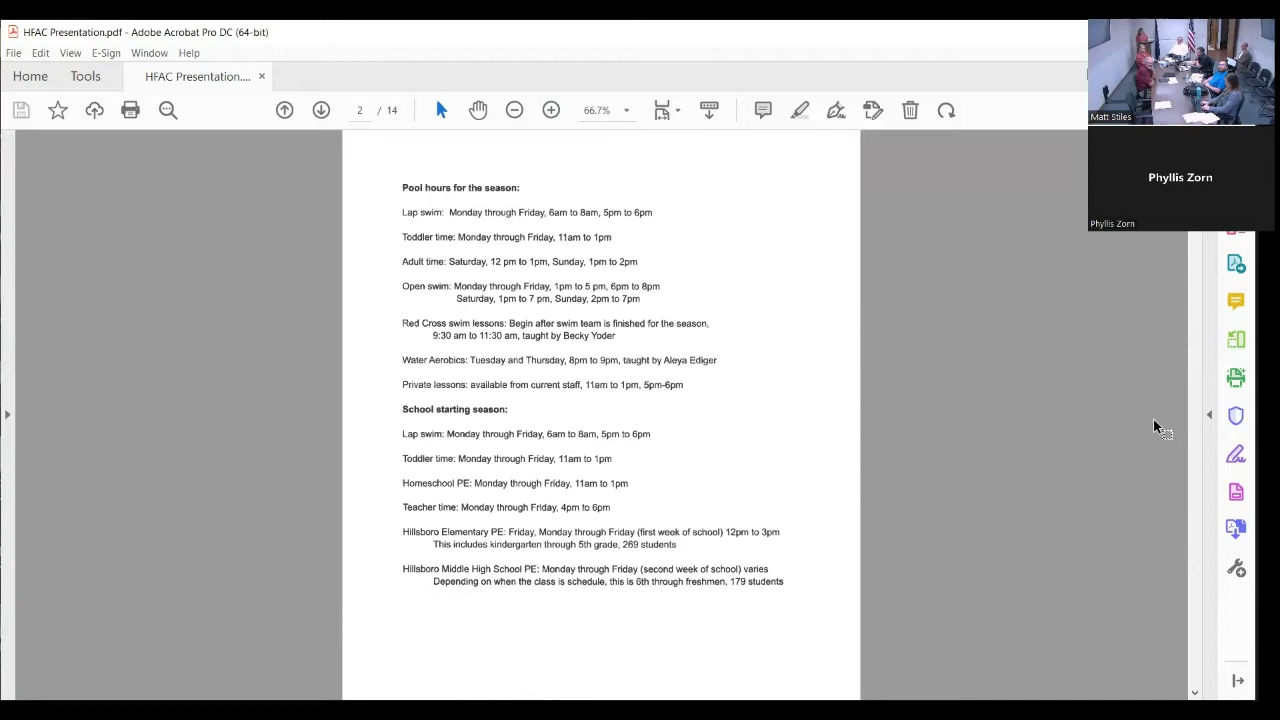 HFAC Presentation.pdf - Adobe Acrobat Pro DC (64-bit)
File Edit View E-Sign Window Help
Home Tools HFAC Presentation.... ×
2 / 14 66.7%
Matt Stiles
Phyllis Zorn
Phyllis Zorn
Pool hours for the season:
Lap swim: Monday through Friday, 6am to 8am, 5pm to 6pm
Toddler time: Monday through Friday, 11am to 1pm
Adult time: Saturday, 12 pm to 1pm, Sunday, 1pm to 2pm
Open swim: Monday through Friday, 1pm to 5 pm, 6pm to 8pm
Saturday, 1pm to 7 pm, Sunday, 2pm to 7pm
Red Cross swim lessons: Begin after swim team is finished for the season,
9:30 am to 11:30 am, taught by Becky Yoder
Water Aerobics: Tuesday and Thursday, 8pm to 9pm, taught by Aleya Ediger
Private lessons: available from current staff, 11am to 1pm, 5pm-6pm
School starting season:
Lap swim: Monday through Friday, 6am to 8am, 5pm to 6pm
Toddler time: Monday through Friday, 11am to 1pm
Homeschool PE: Monday through Friday, 11am to 1pm
Teacher time: Monday through Friday, 4pm to 6pm
Hillsboro Elementary PE: Friday, Monday through Friday (first week of school) 12pm to 3pm
This includes kindergarten through 5th grade, 269 students
Hillsboro Middle High School PE: Monday through Friday (second week of school) varies
Depending on when the class is schedule, this is 6th through freshmen, 179 students